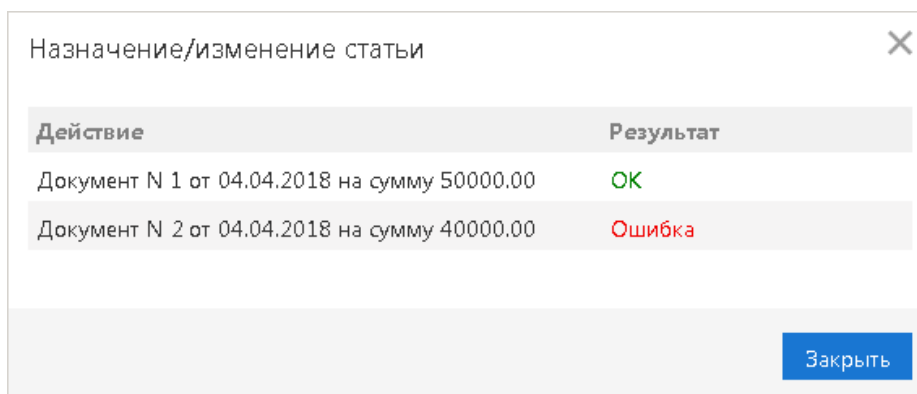 Назначение/изменение статьи
Действие Результат
Документ N 1 от 04.04.2018 на сумму 50000.00 OK
Документ N 2 от 04.04.2018 на сумму 40000.00 Ошибка
Закрыть